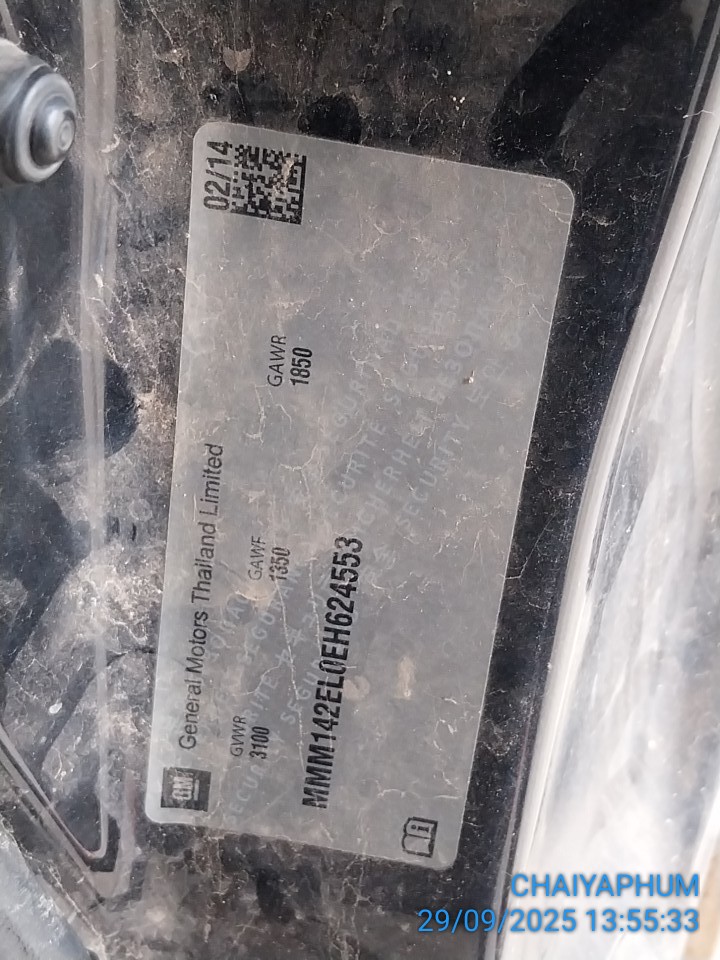 GM
General Motors Thailand Limited
02/14
GVWR
3100
GAWF
1350
GAWR
1850
MMM142EL0EH624553
CHAIYAPHUM
29/09/2025 13:55:33